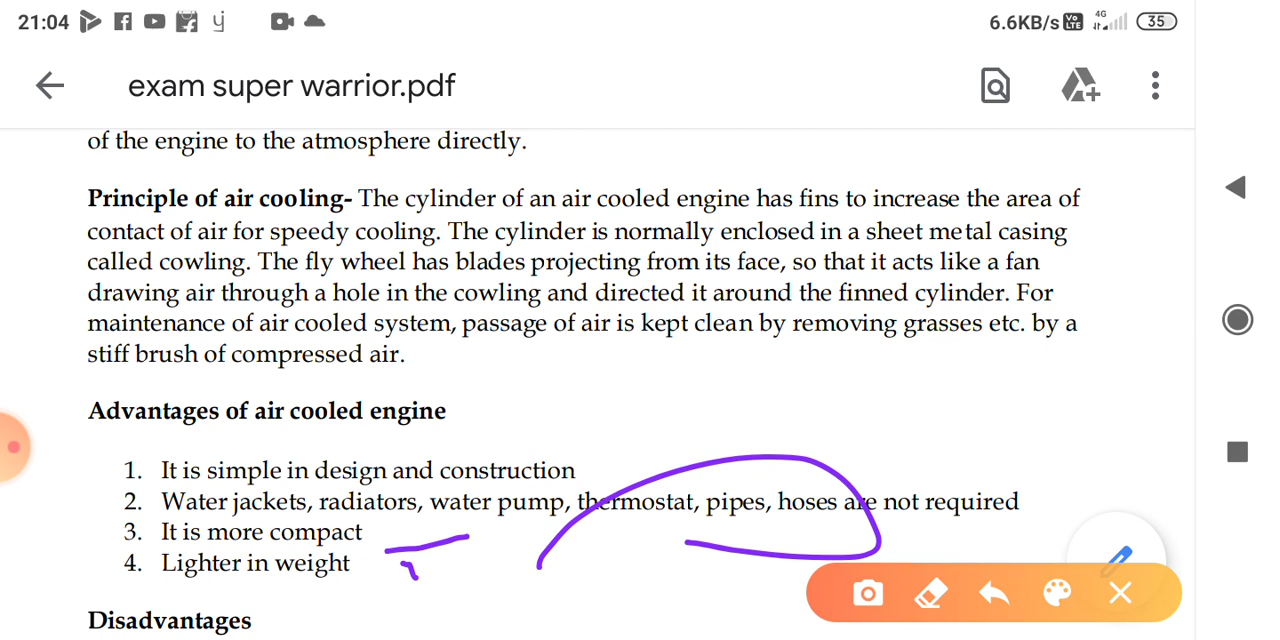 21:04 6.6KB/s Vo LTE 4G 35
exam super warrior.pdf
of the engine to the atmosphere directly.
Principle of air cooling- The cylinder of an air cooled engine has fins to increase the area of
contact of air for speedy cooling. The cylinder is normally enclosed in a sheet metal casing
called cowling. The fly wheel has blades projecting from its face, so that it acts like a fan
drawing air through a hole in the cowling and directed it around the finned cylinder. For
maintenance of air cooled system, passage of air is kept clean by removing grasses etc. by a
stiff brush of compressed air.
Advantages of air cooled engine
1. It is simple in design and construction
2. Water jackets, radiators, water pump, thermostat, pipes, hoses are not required
3. It is more compact
4. Lighter in weight
Disadvantages